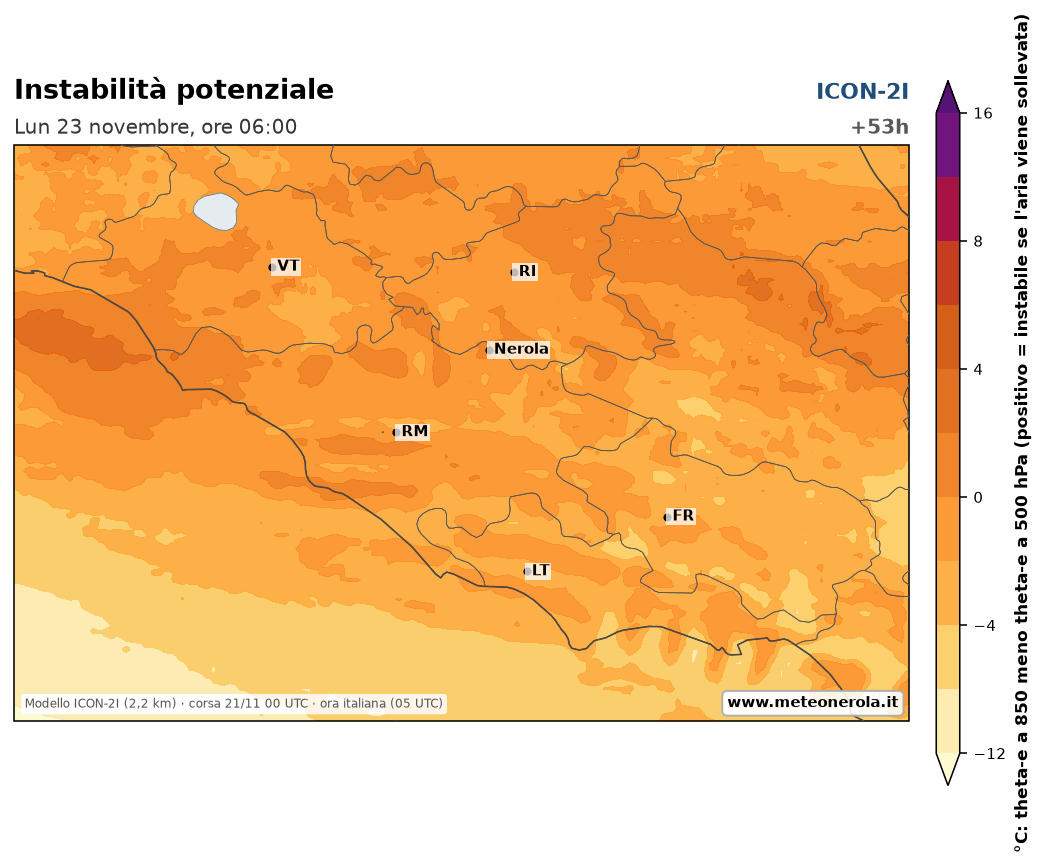 Instabilità potenziale
ICON-2I
Lun 23 novembre, ore 06:00
+53h
VT
RI
Nerola
RM
FR
LT
Modello ICON-2I (2,2 km) · corsa 21/11 00 UTC · ora italiana (05 UTC)
www.meteonerola.it
16
8
4
0
−4
−12
°C: theta-e a 850 meno theta-e a 500 hPa (positivo = instabile se l'aria viene sollevata)